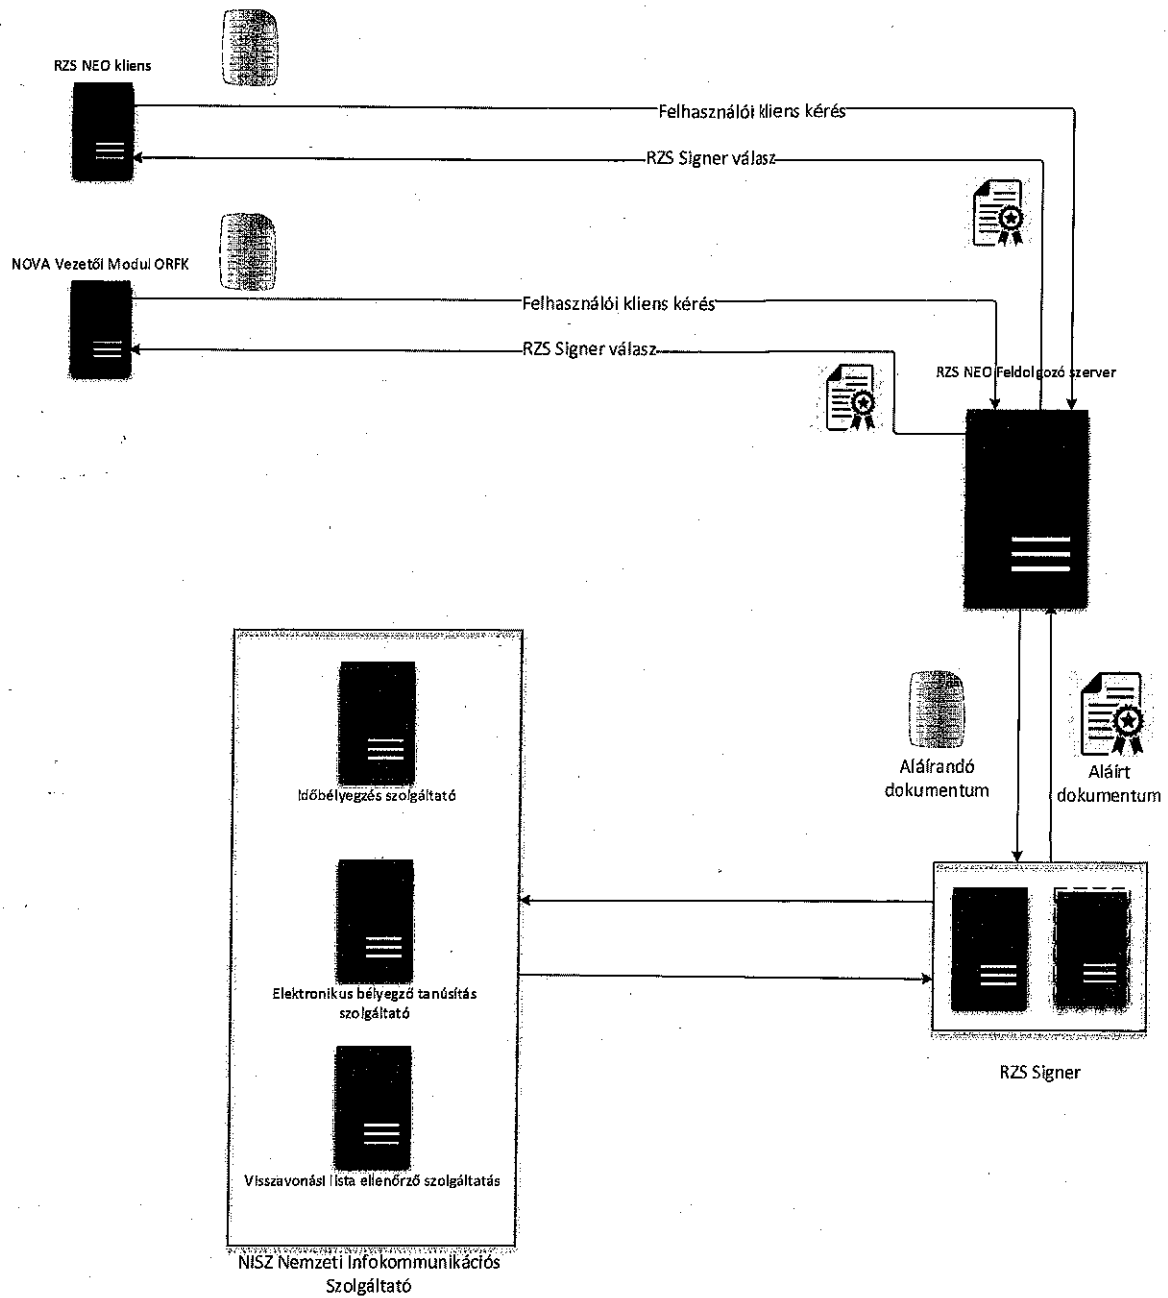 RZS NEO kliens
Felhasználói kliens kérés
RZS Signer válasz
NOVA Vezetői Modul ORFK
Felhasználói kliens kérés
RZS Signer válasz
RZS NEO Feldolgozó szerver
Aláírandó
dokumentum
Aláírt
dokumentum
Időbélyegzés szolgáltató
Elektronikus bélyegző tanúsítás
szolgáltató
RZS Signer
Visszavonási lista ellenőrző szolgáltatás
NISZ Nemzeti Infokommunikációs
Szolgáltató